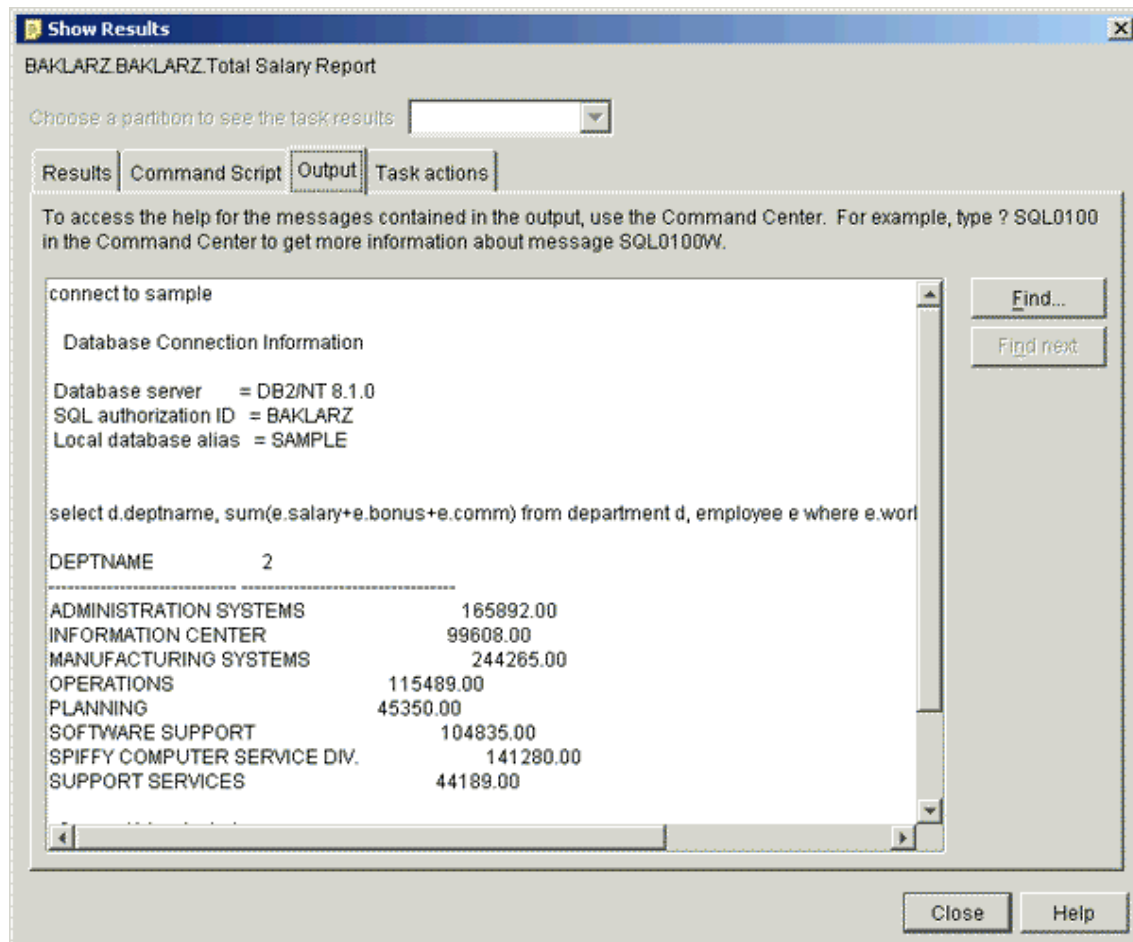 Show Results
BAKLARZ.BAKLARZ.Total Salary Report
Choose a partition to see the task results
Results Command Script Output Task actions
To access the help for the messages contained in the output, use the Command Center. For example, type ? SQL0100
in the Command Center to get more information about message SQL0100W.
connect to sample
Find...
Database Connection Information
Find next
Database server = DB2/NT 8.1.0
SQL authorization ID = BAKLARZ
Local database alias = SAMPLE
select d.deptname, sum(e.salary+e.bonus+e.comm) from department d, employee e where e.worl
DEPTNAME 2
------------------------------ ---------------------------------
ADMINISTRATION SYSTEMS 165892.00
INFORMATION CENTER 99608.00
MANUFACTURING SYSTEMS 244265.00
OPERATIONS 115489.00
PLANNING 45350.00
SOFTWARE SUPPORT 104835.00
SPIFFY COMPUTER SERVICE DIV. 141280.00
SUPPORT SERVICES 44189.00
Close Help